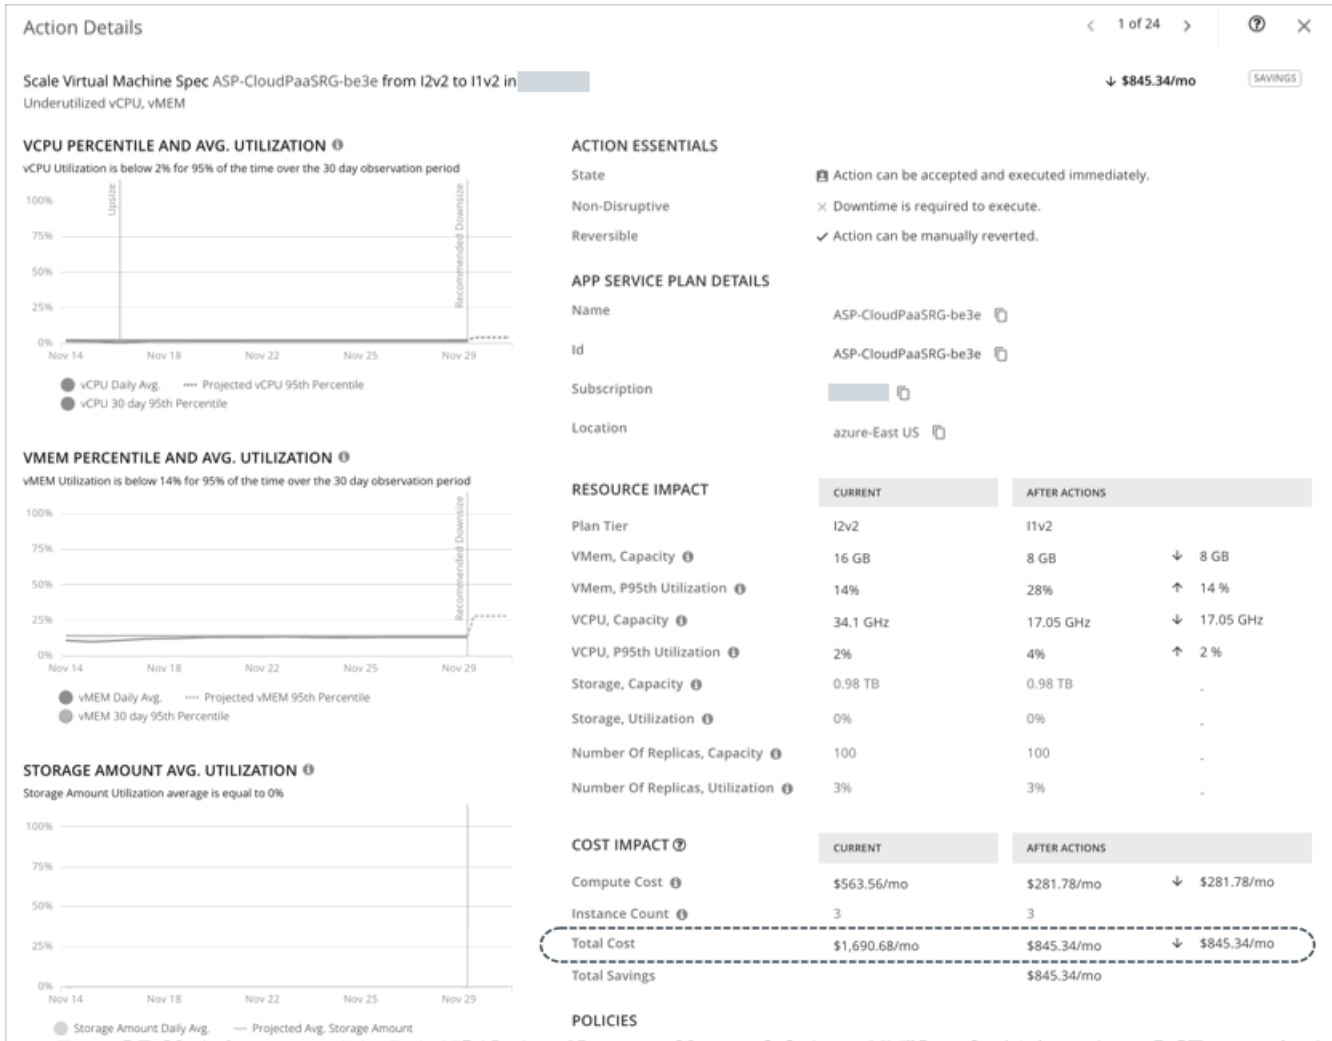 Action Details
1 of 24
Scale Virtual Machine Spec ASP-CloudPaaSRG-be3e from I2v2 to I1v2 in
$845.34/mo
SAVINGS
Underutilized vCPU, vMEM
VCPU PERCENTILE AND AVG. UTILIZATION
vCPU Utilization is below 2% for 95% of the time over the 30 day observation period
Upsize
Recommended Downsize
100%
75%
50%
25%
0%
Nov 14 Nov 18 Nov 22 Nov 25 Nov 29
vCPU Daily Avg. Projected vCPU 95th Percentile
vCPU 30 day 95th Percentile
VMEM PERCENTILE AND AVG. UTILIZATION
vMEM Utilization is below 14% for 95% of the time over the 30 day observation period
Recommended Downsize
100%
75%
50%
25%
0%
Nov 14 Nov 18 Nov 22 Nov 25 Nov 29
vMEM Daily Avg. Projected vMEM 95th Percentile
vMEM 30 day 95th Percentile
STORAGE AMOUNT AVG. UTILIZATION
Storage Amount Utilization average is equal to 0%
100%
75%
50%
25%
0%
Nov 14 Nov 18 Nov 22 Nov 25 Nov 29
Storage Amount Daily Avg. Projected Avg. Storage Amount
ACTION ESSENTIALS
State Action can be accepted and executed immediately.
Non-Disruptive Downtime is required to execute.
Reversible Action can be manually reverted.
APP SERVICE PLAN DETAILS
Name ASP-CloudPaaSRG-be3e
Id ASP-CloudPaaSRG-be3e
Subscription
Location azure-East US
RESOURCE IMPACT CURRENT AFTER ACTIONS
Plan Tier I2v2 I1v2
VMem, Capacity 16 GB 8 GB ↓ 8 GB
VMem, P95th Utilization 14% 28% ↑ 14 %
VCPU, Capacity 34.1 GHz 17.05 GHz ↓ 17.05 GHz
VCPU, P95th Utilization 2% 4% ↑ 2 %
Storage, Capacity 0.98 TB 0.98 TB -
Storage, Utilization 0% 0% -
Number Of Replicas, Capacity 100 100 -
Number Of Replicas, Utilization 3% 3% -
COST IMPACT CURRENT AFTER ACTIONS
Compute Cost $563.56/mo $281.78/mo ↓ $281.78/mo
Instance Count 3 3
Total Cost $1,690.68/mo $845.34/mo ↓ $845.34/mo
Total Savings $845.34/mo
POLICIES